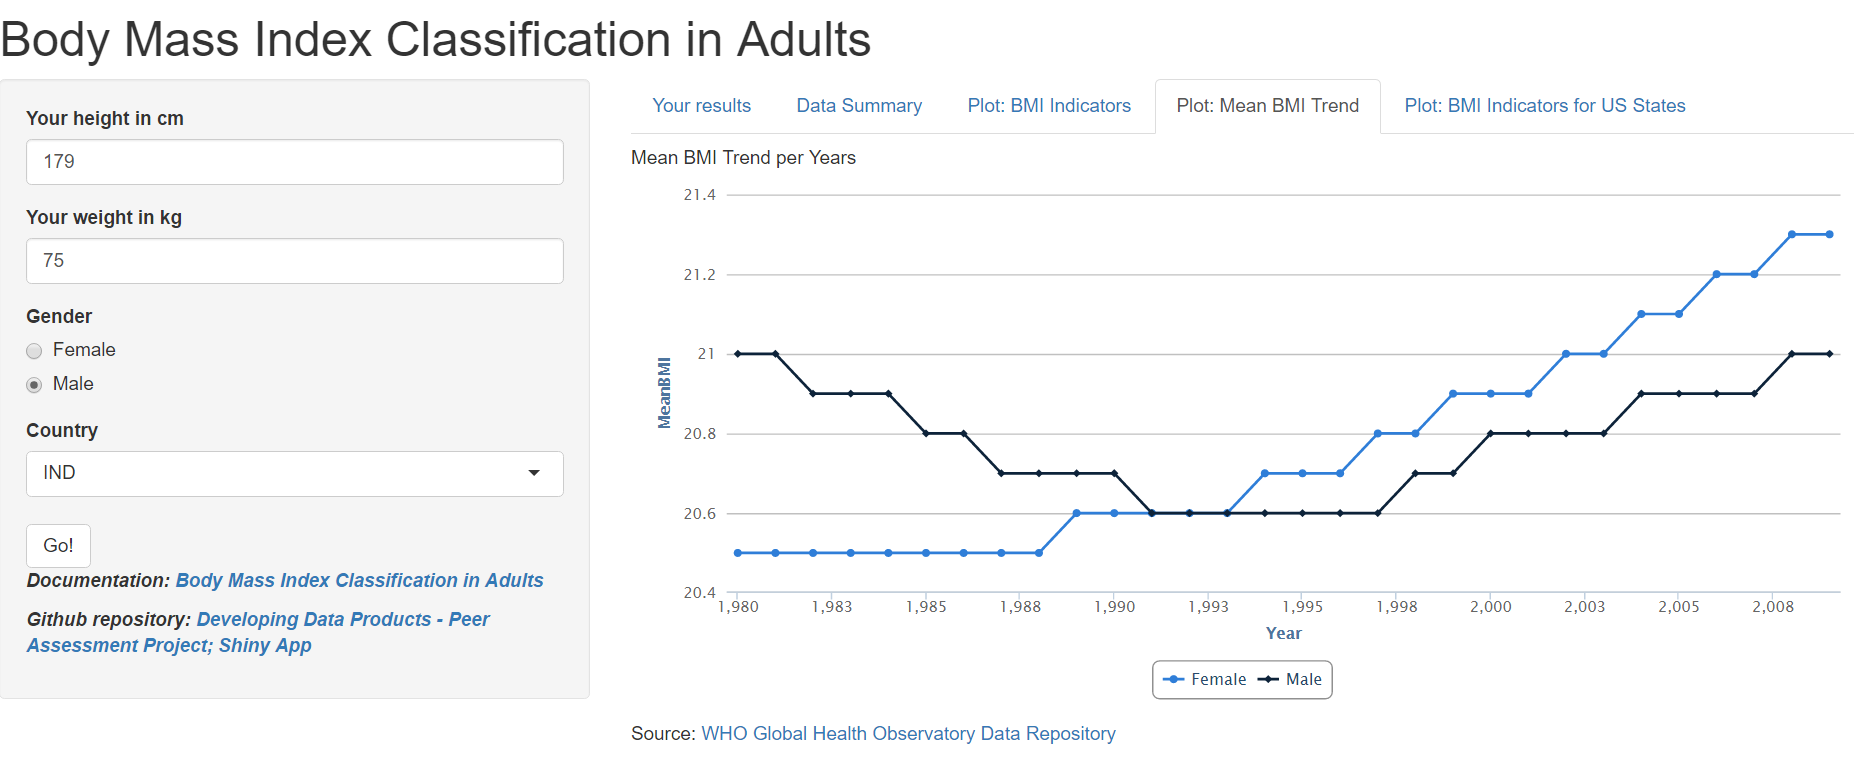 Body Mass Index Classification in Adults
Your height in cm
179
Your weight in kg
75
Gender
Female
Male
Country
IND
Go!
Documentation: Body Mass Index Classification in Adults
Github repository: Developing Data Products - Peer
Assessment Project; Shiny App
Your results Data Summary Plot: BMI Indicators Plot: Mean BMI Trend Plot: BMI Indicators for US States
Mean BMI Trend per Years
21.4
21.2
21
20.8
20.6
20.4
MeanBMI
1,980 1,983 1,985 1,988 1,990 1,993 1,995 1,998 2,000 2,003 2,005 2,008
Year
Female Male
Source: WHO Global Health Observatory Data Repository